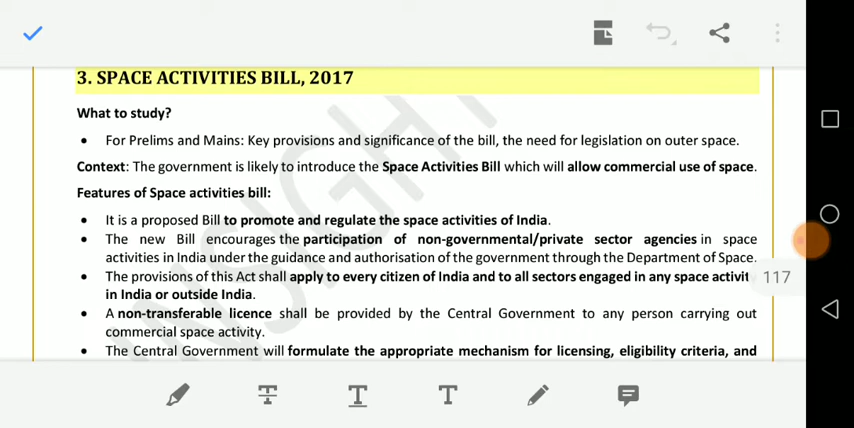 3. SPACE ACTIVITIES BILL, 2017
What to study?
• For Prelims and Mains: Key provisions and significance of the bill, the need for legislation on outer space.
Context: The government is likely to introduce the Space Activities Bill which will allow commercial use of space.
Features of Space activities bill:
• It is a proposed Bill to promote and regulate the space activities of India.
• The new Bill encourages the participation of non-governmental/private sector agencies in space
activities in India under the guidance and authorisation of the government through the Department of Space.
• The provisions of this Act shall apply to every citizen of India and to all sectors engaged in any space activit
in India or outside India.
117
• A non-transferable licence shall be provided by the Central Government to any person carrying out
commercial space activity.
• The Central Government will formulate the appropriate mechanism for licensing, eligibility criteria, and
INSIGHT
T T T